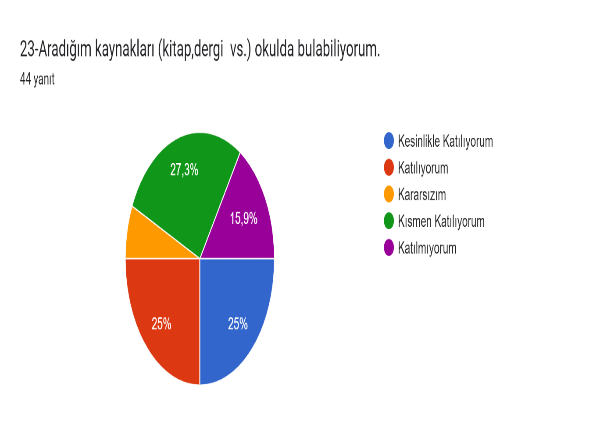 23-Aradığım kaynakları (kitap,dergi  vs.) okulda bulabiliyorum.
44 yanıt
27,3%
15,9%
25%
25%
Kesinlikle Katılıyorum
Katılıyorum
Kararsızım
Kısmen Katılıyorum
Katılmıyorum